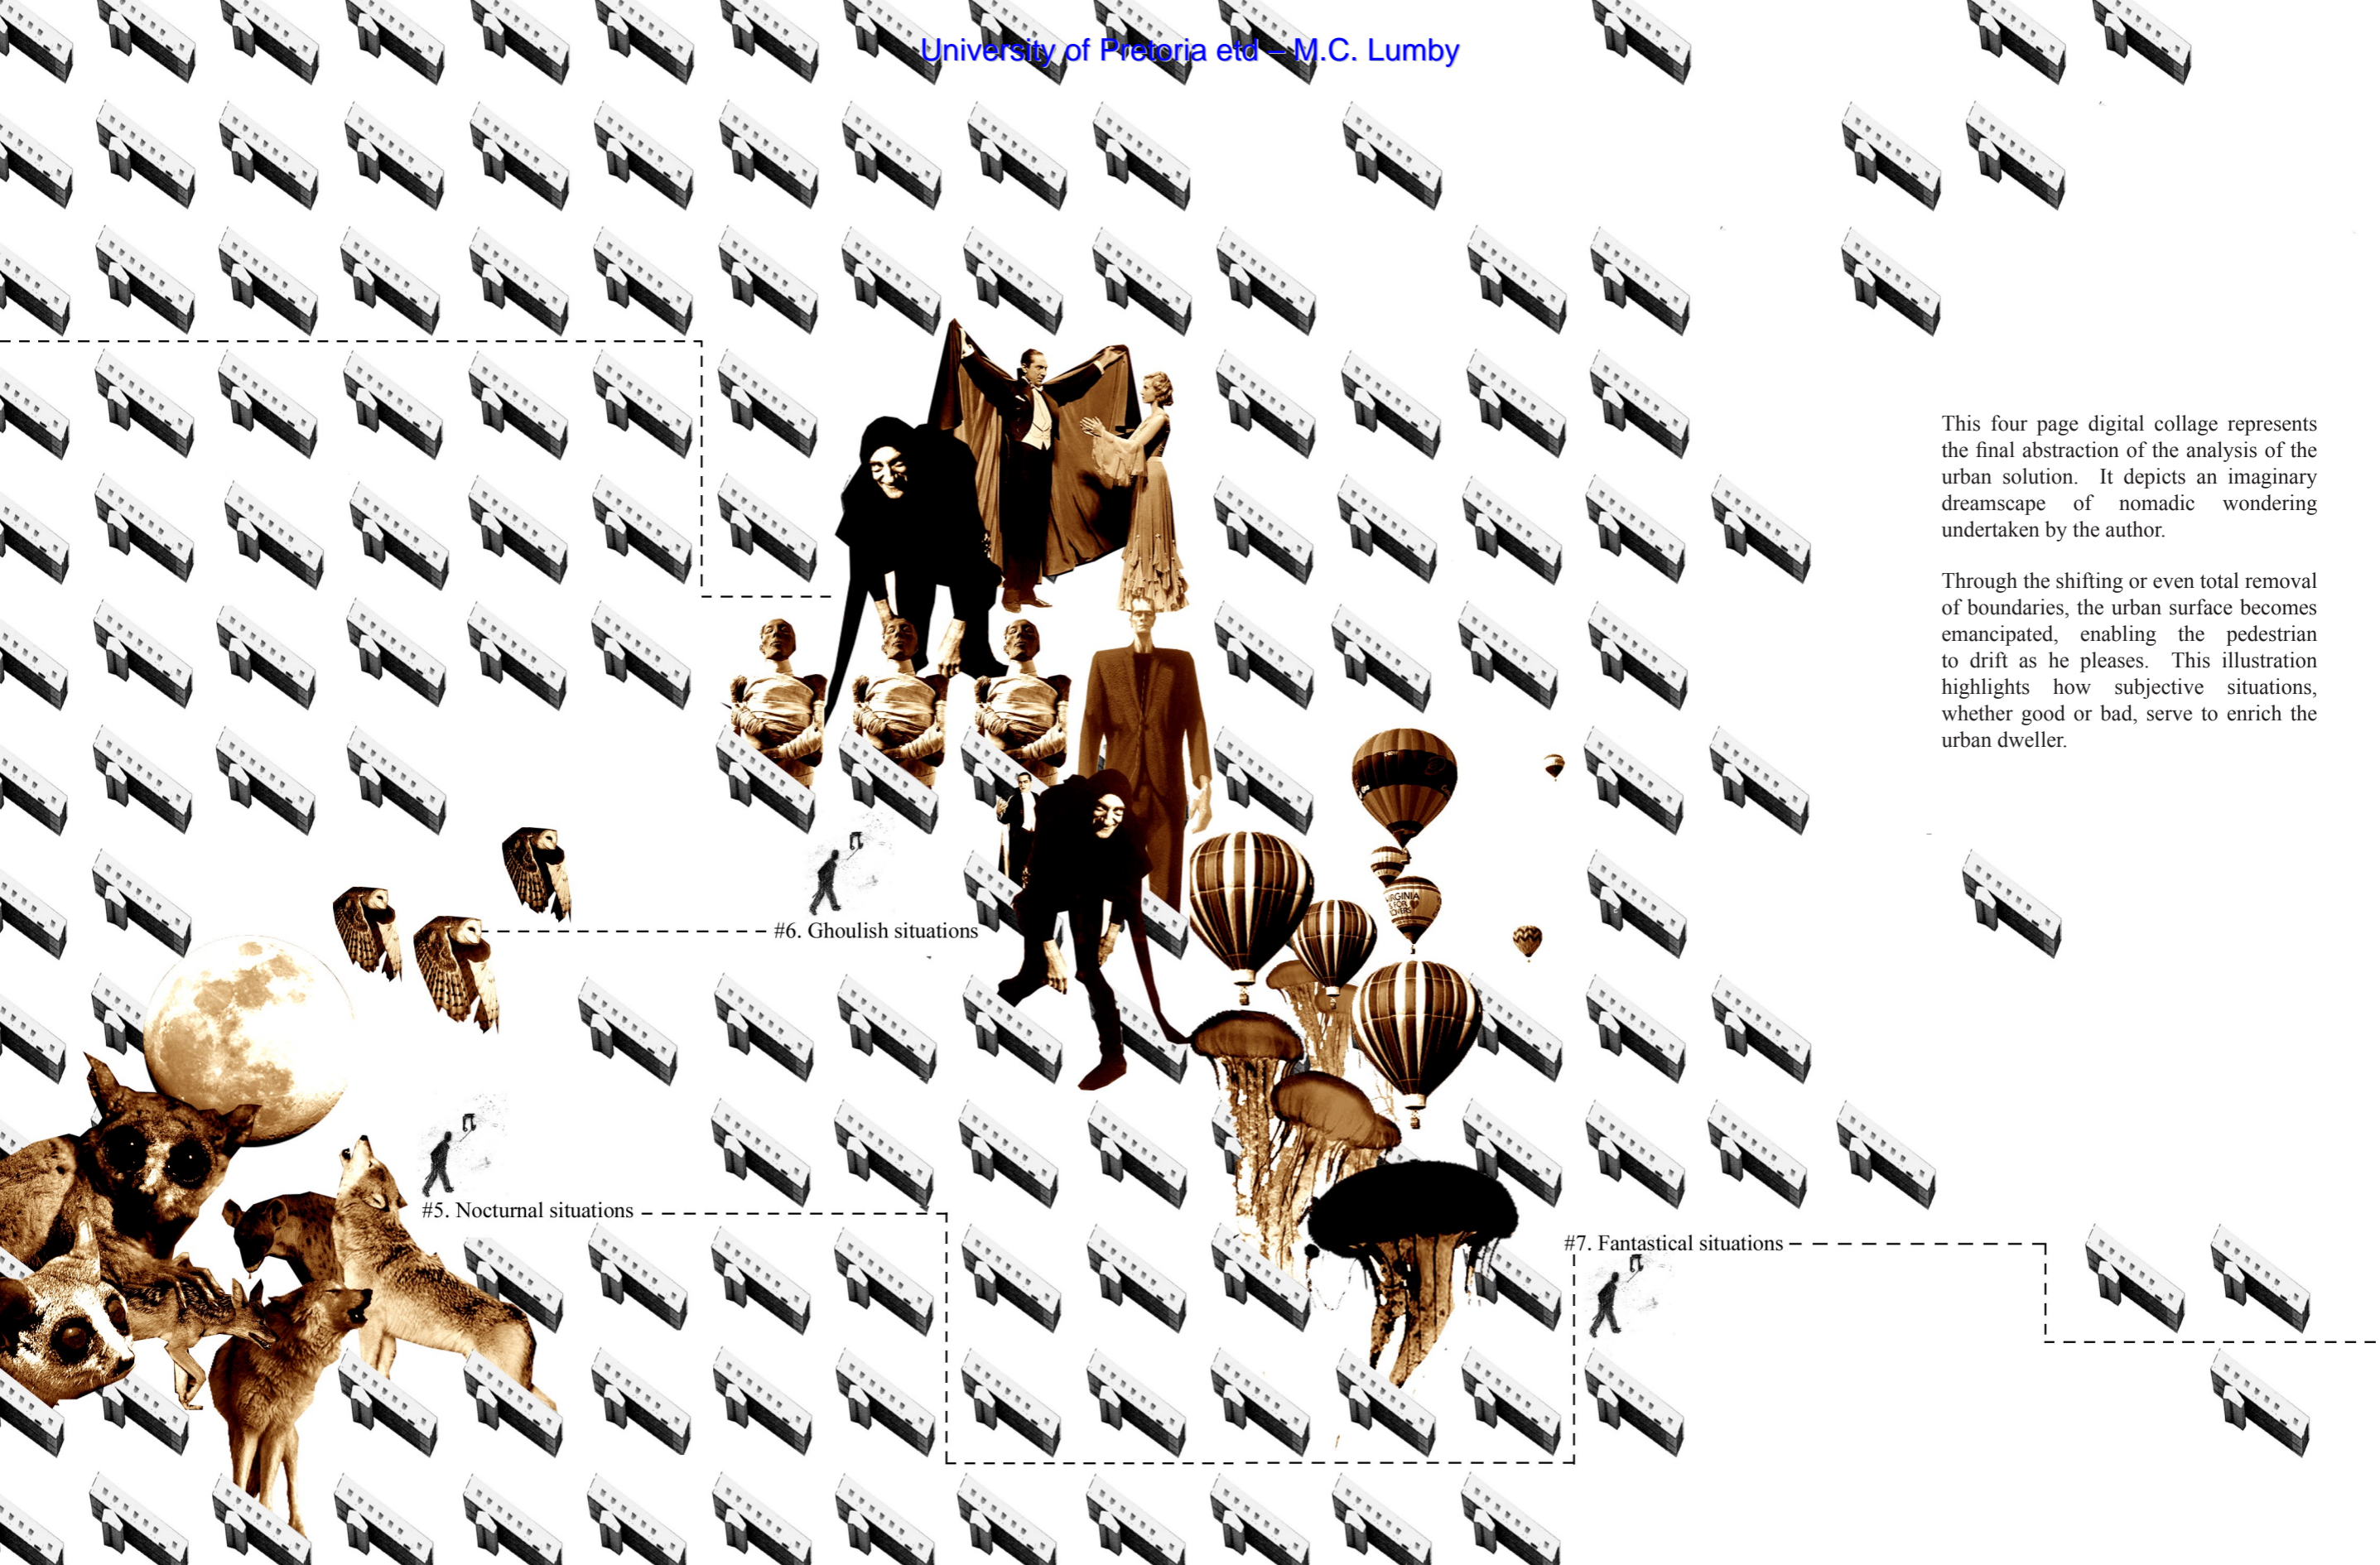 University of Pretoria etd – M.C. Lumby
This four page digital collage represents
the final abstraction of the analysis of the
urban solution. It depicts an imaginary
dreamscape of nomadic wondering
undertaken by the author.
Through the shifting or even total removal
of boundaries, the urban surface becomes
emancipated, enabling the pedestrian
to drift as he pleases. This illustration
highlights how subjective situations,
whether good or bad, serve to enrich the
urban dweller.
VIRGINIA
IS FOR
LOVERS
#6. Ghoulish situations
#5. Nocturnal situations
#7. Fantastical situations